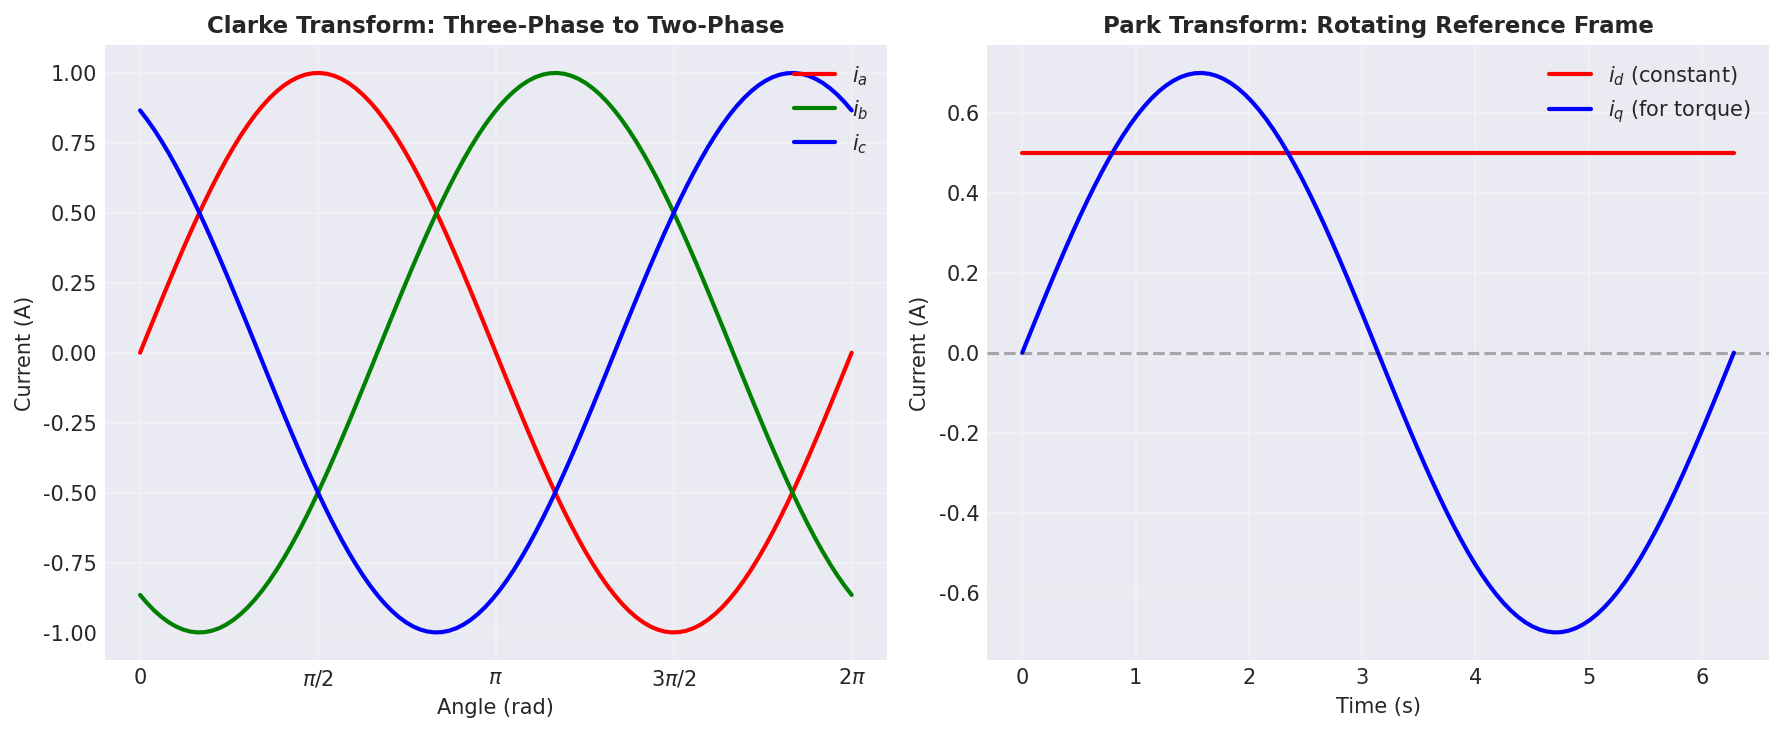 Clarke Transform: Three-Phase to Two-Phase
Current (A)
1.00
0.75
0.50
0.25
0.00
-0.25
-0.50
-0.75
-1.00
0
π/2
π
3π/2
2π
Angle (rad)
i_a
i_b
i_c
Park Transform: Rotating Reference Frame
Current (A)
0.6
0.4
0.2
0.0
-0.2
-0.4
-0.6
0
1
2
3
4
5
6
Time (s)
i_d (constant)
i_q (for torque)